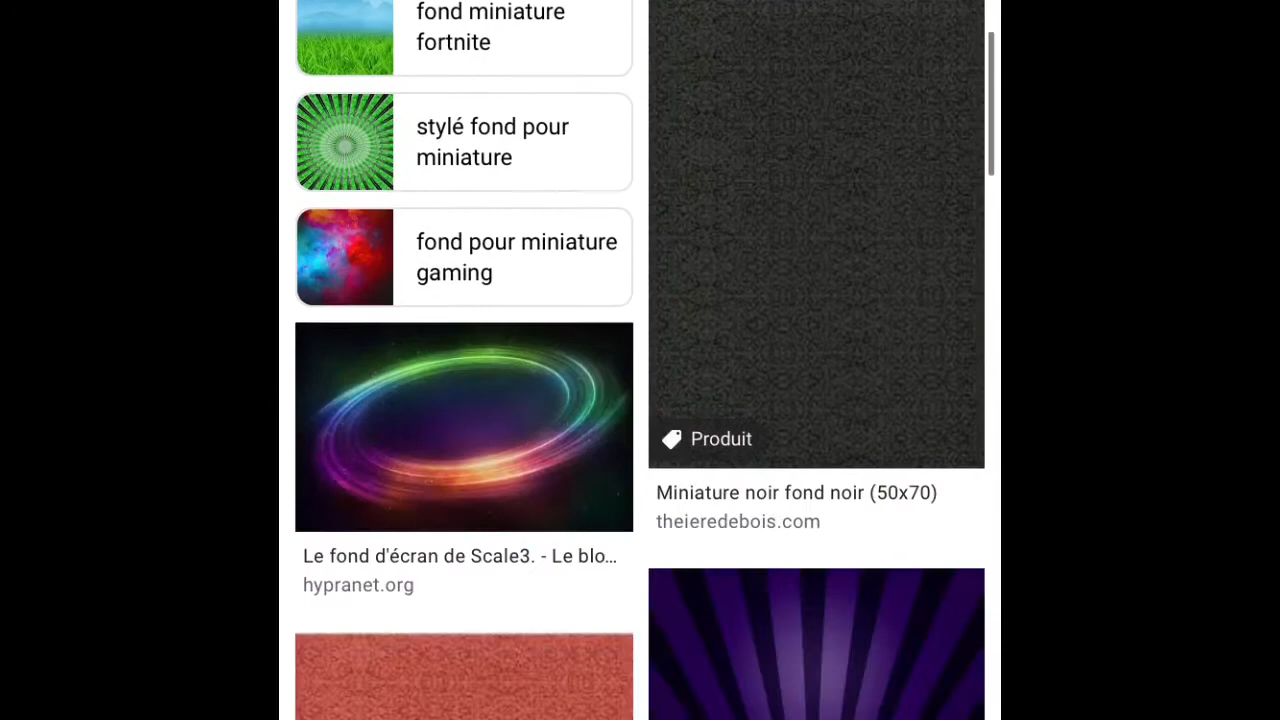 fond miniature
fortnite
stylé fond pour
miniature
fond pour miniature
gaming
Le fond d'écran de Scale3. - Le blo…
hypranet.org
Produit
Miniature noir fond noir (50x70)
theieredebois.com